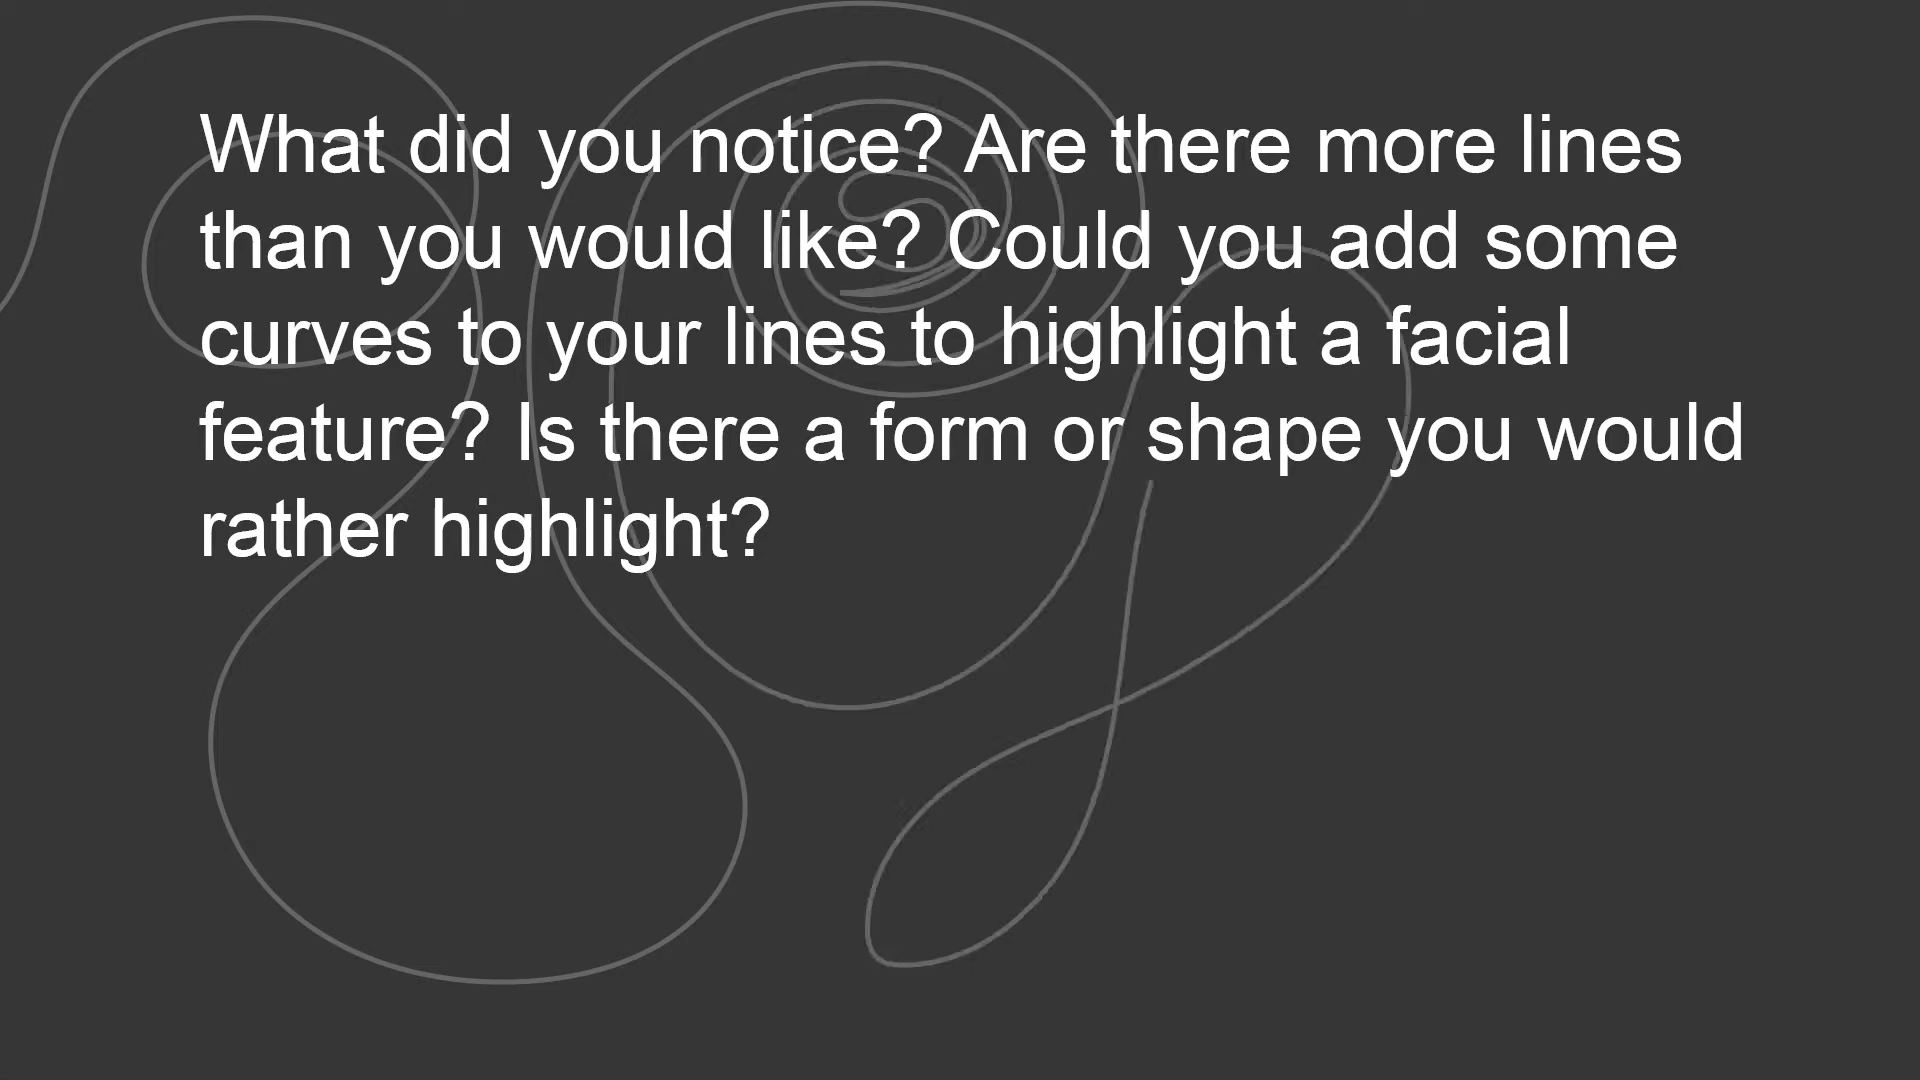 What did you notice? Are there more lines
than you would like? Could you add some
curves to your lines to highlight a facial
feature? Is there a form or shape you would
rather highlight?